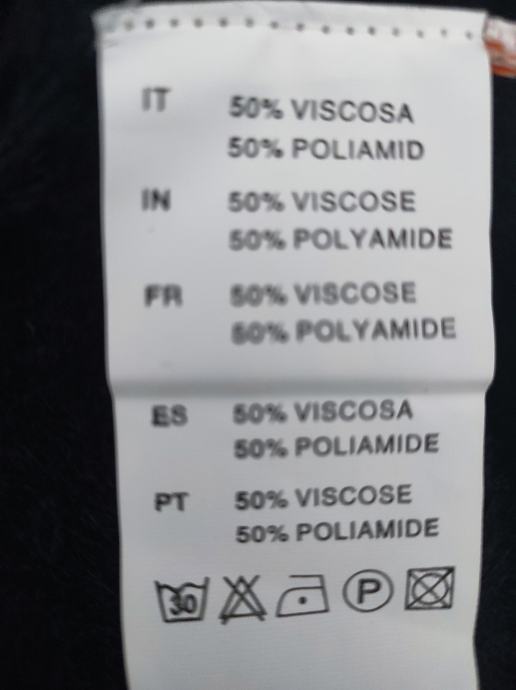 IT 50% VISCOSA
50% POLIAMID
IN 50% VISCOSE
50% POLYAMIDE
FR 50% VISCOSE
50% POLYAMIDE
ES 50% VISCOSA
50% POLIAMIDE
PT 50% VISCOSE
50% POLIAMIDE
30 P